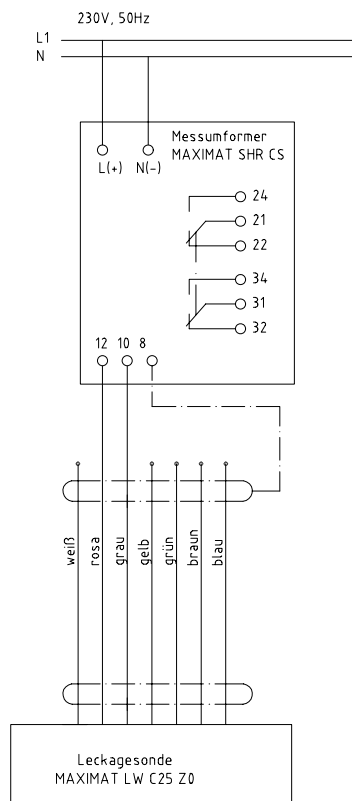 230V, 50Hz
L1
N
Messumformer
MAXIMAT SHR CS
L(+) N(-)
24
21
22
34
31
32
12 10 8
weiß
rosa
grau
gelb
grün
braun
blau
Leckagesonde
MAXIMAT LW C25 Z0